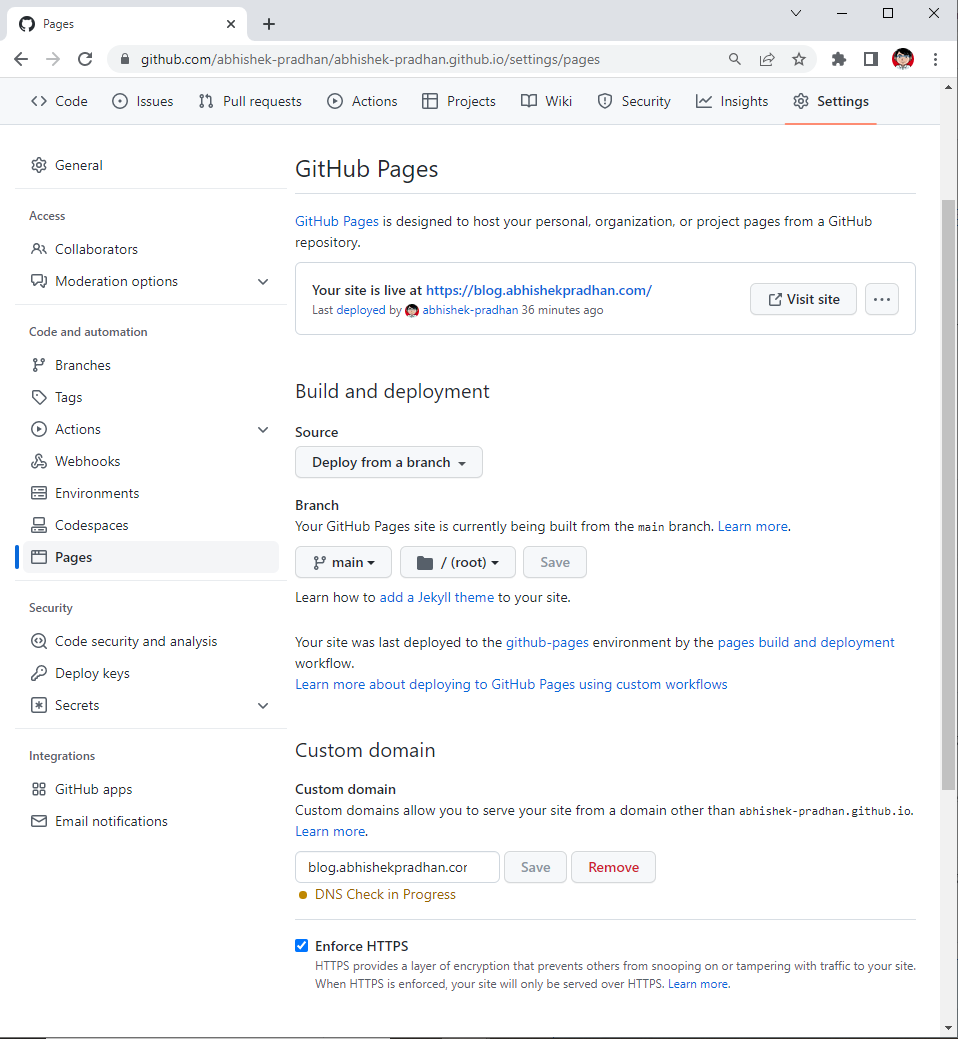 Pages
github.com/abhishek-pradhan/abhishek-pradhan.github.io/settings/pages
Code Issues Pull requests Actions Projects Wiki Security Insights Settings
General
Access
Collaborators
Moderation options
Code and automation
Branches
Tags
Actions
Webhooks
Environments
Codespaces
Pages
Security
Code security and analysis
Deploy keys
Secrets
Integrations
GitHub apps
Email notifications
GitHub Pages
GitHub Pages is designed to host your personal, organization, or project pages from a GitHub
repository.
Your site is live at https://blog.abhishekpradhan.com/
Last deployed by abhishek-pradhan 36 minutes ago
Visit site
Build and deployment
Source
Deploy from a branch
Branch
Your GitHub Pages site is currently being built from the main branch. Learn more.
main / (root) Save
Learn how to add a Jekyll theme to your site.
Your site was last deployed to the github-pages environment by the pages build and deployment
workflow.
Learn more about deploying to GitHub Pages using custom workflows
Custom domain
Custom domain
Custom domains allow you to serve your site from a domain other than abhishek-pradhan.github.io.
Learn more.
blog.abhishekpradhan.cor Save Remove
DNS Check in Progress
Enforce HTTPS
HTTPS provides a layer of encryption that prevents others from snooping on or tampering with traffic to your site.
When HTTPS is enforced, your site will only be served over HTTPS. Learn more.